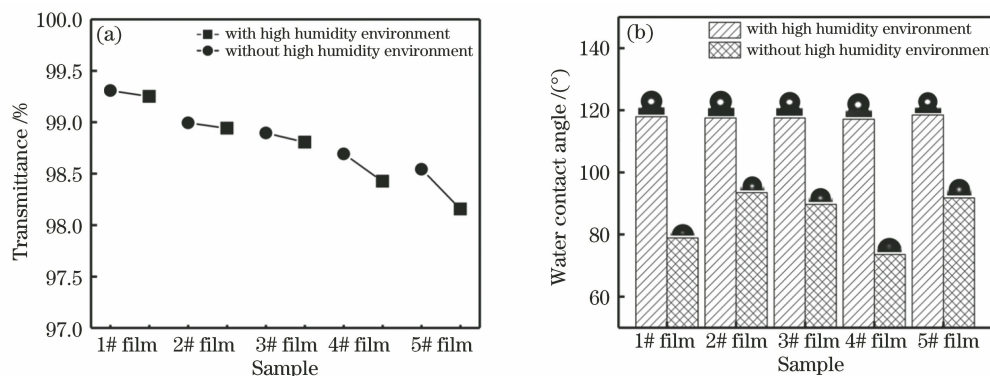 100.0
(a)
with high humidity environment
without high humidity environment
99.5
99.0
98.5
98.0
97.5
97.0
Transmittance /%
1# film 2# film 3# film 4# film 5# film
Sample
(b)
with high humidity environment
without high humidity environment
140
120
100
80
60
Water contact angle /(°)
1# film 2# film 3# film 4# film 5# film
Sample